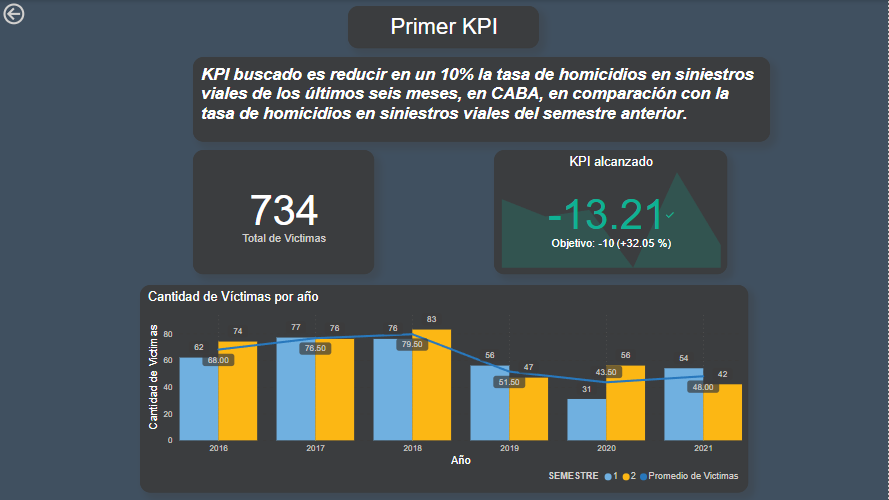 Primer KPI
KPI buscado es reducir en un 10% la tasa de homicidios en siniestros
viales de los últimos seis meses, en CABA, en comparación con la
tasa de homicidios en siniestros viales del semestre anterior.
734
Total de Victimas
KPI alcanzado
-13.21
Objetivo: -10 (+32.05 %)
Cantidad de Víctimas por año
Cantidad de Víctimas
80
60
40
20
0
62
74
68.00
77
76
76.50
76
83
79.50
56
47
51.50
31
56
43.50
54
42
48.00
2016
2017
2018
2019
2020
2021
Año
SEMESTRE 1 2 Promedio de Victimas